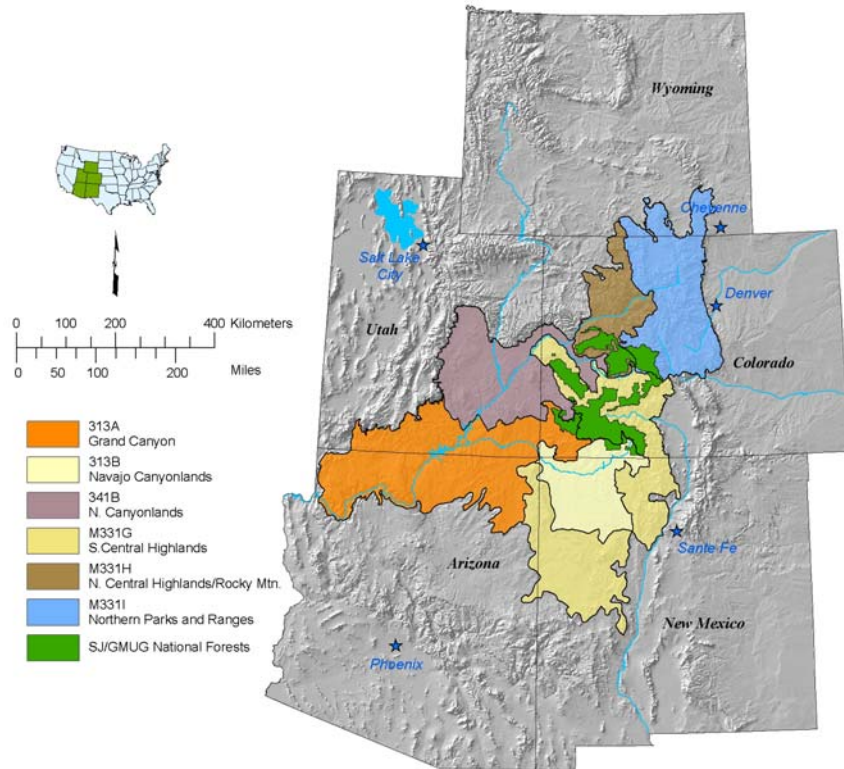 Wyoming
Cheyenne
Salt Lake
City
Denver
Utah
Colorado
0 100 200 400 Kilometers
0 50 100 200 Miles
313A
Grand Canyon
313B
Navajo Canyonlands
341B
N. Canyonlands
M331G
S.Central Highlands
M331H
N. Central Highlands/Rocky Mtn.
M331I
Northern Parks and Ranges
SJ/GMUG National Forests
Arizona
Sante Fe
New Mexico
Phoenix